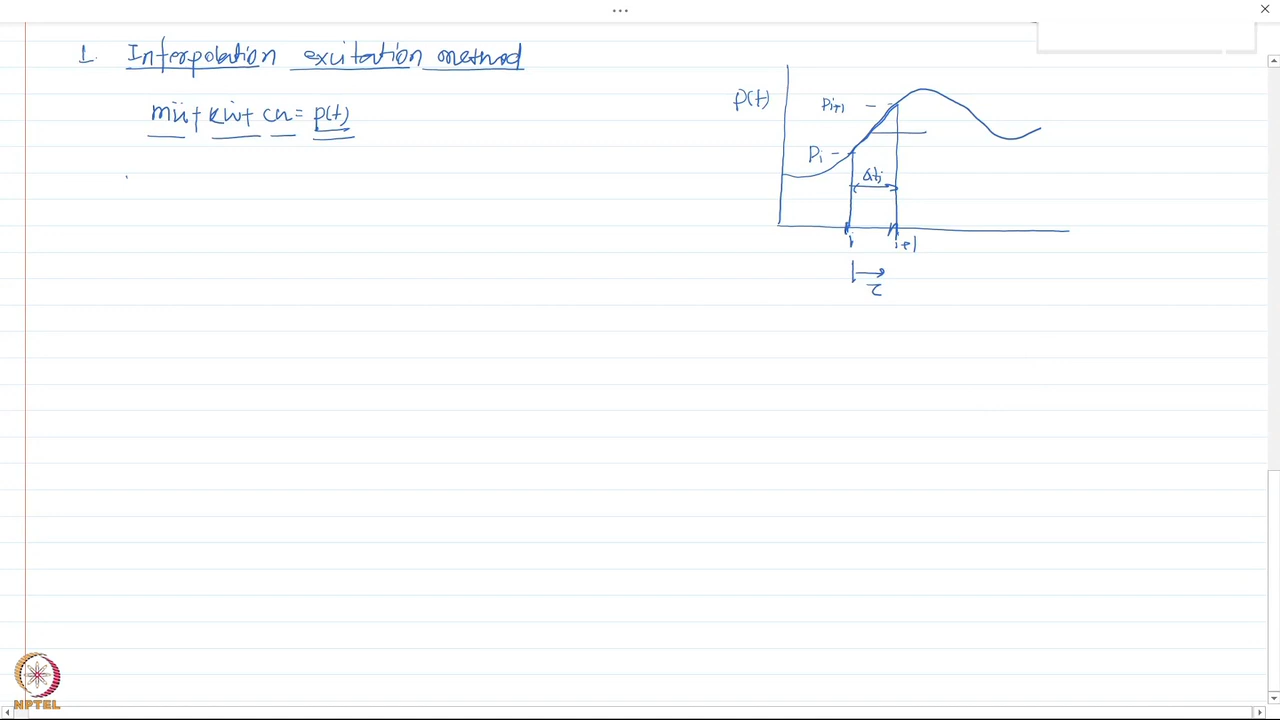 1. Interpolation excitation method
mü + ku̇ + cu = p(t)
p(t)
Pi+1
Pi
Δti
i
i+1
τ
NPTEL